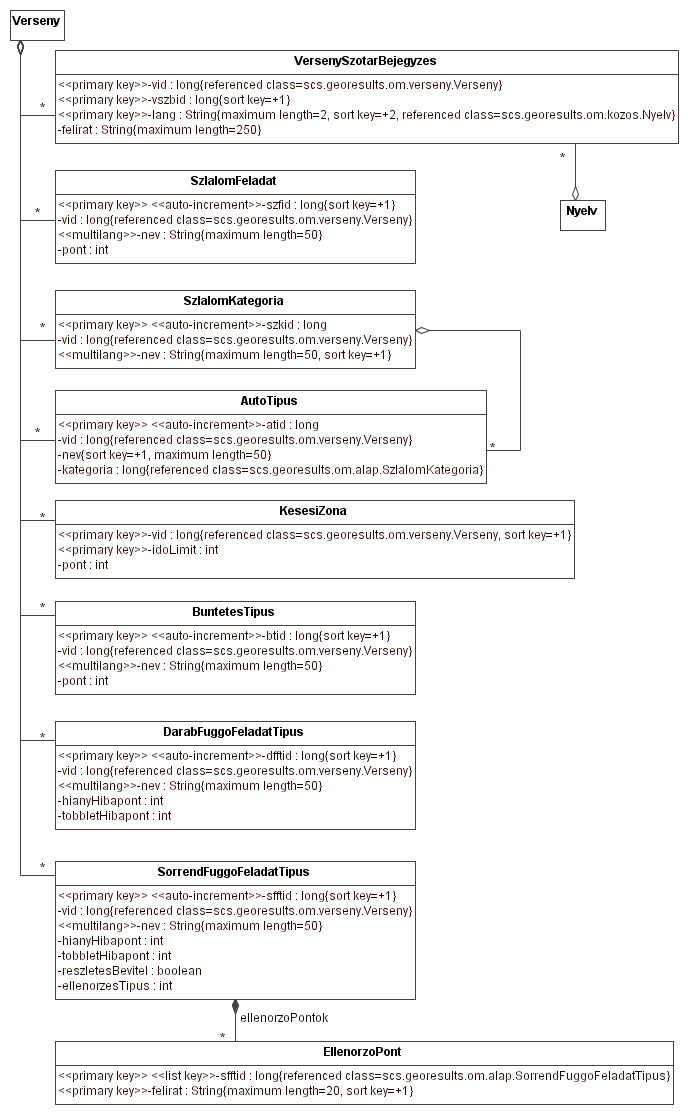 Verseny
VersenySzotarBejegyzes
<<primary key>>-vid : long{referenced class=scs.georesults.om.verseny.Verseny}
*
<<primary key>>-vszbid : long{sort key=+1}
<<primary key>>-lang : String{maximum length=2, sort key=+2, referenced class=scs.georesults.om.kozos.Nyelv}
-felirat : String{maximum length=250}
*
SzlalomFeladat
<<primary key>> <<auto-increment>>-szfid : long{sort key=+1}
*
-vid : long{referenced class=scs.georesults.om.verseny.Verseny}
Nyelv
<<multilang>>-nev : String{maximum length=50}
-pont : int
SzlalomKategoria
*
<<primary key>> <<auto-increment>>-szkid : long
-vid : long{referenced class=scs.georesults.om.verseny.Verseny}
<<multilang>>-nev : String{maximum length=50, sort key=+1}
AutoTipus
<<primary key>> <<auto-increment>>-atid : long
*
-vid : long{referenced class=scs.georesults.om.verseny.Verseny}
*
-nev{sort key=+1, maximum length=50}
-kategoria : long{referenced class=scs.georesults.om.alap.SzlalomKategoria}
KesesiZona
*
<<primary key>>-vid : long{referenced class=scs.georesults.om.verseny.Verseny, sort key=+1}
<<primary key>>-idoLimit : int
-pont : int
*
BuntetesTipus
<<primary key>> <<auto-increment>>-btid : long{sort key=+1}
-vid : long{referenced class=scs.georesults.om.verseny.Verseny}
<<multilang>>-nev : String{maximum length=50}
-pont : int
DarabFuggoFeladatTipus
*
<<primary key>> <<auto-increment>>-dfftid : long{sort key=+1}
-vid : long{referenced class=scs.georesults.om.verseny.Verseny}
<<multilang>>-nev : String{maximum length=50}
-hianyHibapont : int
-tobbletHibapont : int
*
SorrendFuggoFeladatTipus
<<primary key>> <<auto-increment>>-sfftid : long{sort key=+1}
-vid : long{referenced class=scs.georesults.om.verseny.Verseny}
<<multilang>>-nev : String{maximum length=50}
-hianyHibapont : int
-tobbletHibapont : int
-reszletesBevitel : boolean
-ellenorzesTipus : int
ellenorzoPontok
*
EllenorzoPont
<<primary key>> <<list key>>-sfftid : long{referenced class=scs.georesults.om.alap.SorrendFuggoFeladatTipus}
<<primary key>>-felirat : String{maximum length=20, sort key=+1}